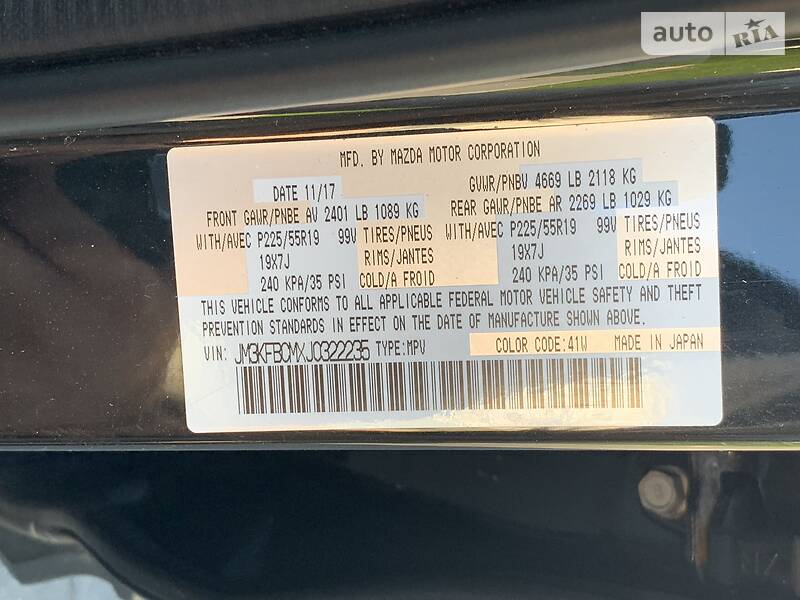 auto RIA
MFD. BY MAZDA MOTOR CORPORATION
DATE 11/17 GVWR/PNBV 4669 LB 2118 KG
FRONT GAWR/PNBE AV 2401 LB 1089 KG REAR GAWR/PNBE AR 2269 LB 1029 KG
WITH/AVEC P225/55R19 99V TIRES/PNEUS WITH/AVEC P225/55R19 99V TIRES/PNEUS
19X7J RIMS/JANTES 19X7J RIMS/JANTES
240 KPA/35 PSI COLD/A FROID 240 KPA/35 PSI COLD/A FROID
THIS VEHICLE CONFORMS TO ALL APPLICABLE FEDERAL MOTOR VEHICLE SAFETY AND THEFT
PREVENTION STANDARDS IN EFFECT ON THE DATE OF MANUFACTURE SHOWN ABOVE.
VIN: JM3KFBCMXJ0322235 TYPE:MPV COLOR CODE:41W MADE IN JAPAN